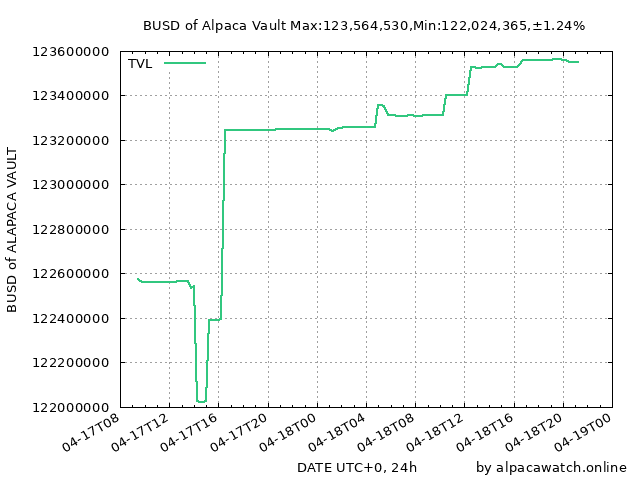 BUSD of Alpaca Vault Max:123,564,530,Min:122,024,365,±1.24%
TVL
123600000
123400000
123200000
123000000
122800000
122600000
122400000
122200000
122000000
BUSD of ALAPACA VAULT
04-17T08
04-17T12
04-17T16
04-17T20
04-18T00
04-18T04
04-18T08
04-18T12
04-18T16
04-18T20
04-19T00
DATE UTC+0, 24h
by alpacawatch.online